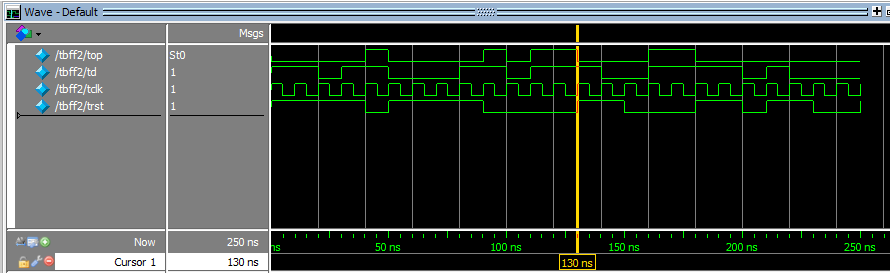 Wave - Default
Msgs
/tbff2/top St0
/tbff2/td 1
/tbff2/tclk 1
/tbff2/trst 1
Now 250 ns ns 50 ns 100 ns 150 ns 200 ns 250 ns
Cursor 1 130 ns 130 ns